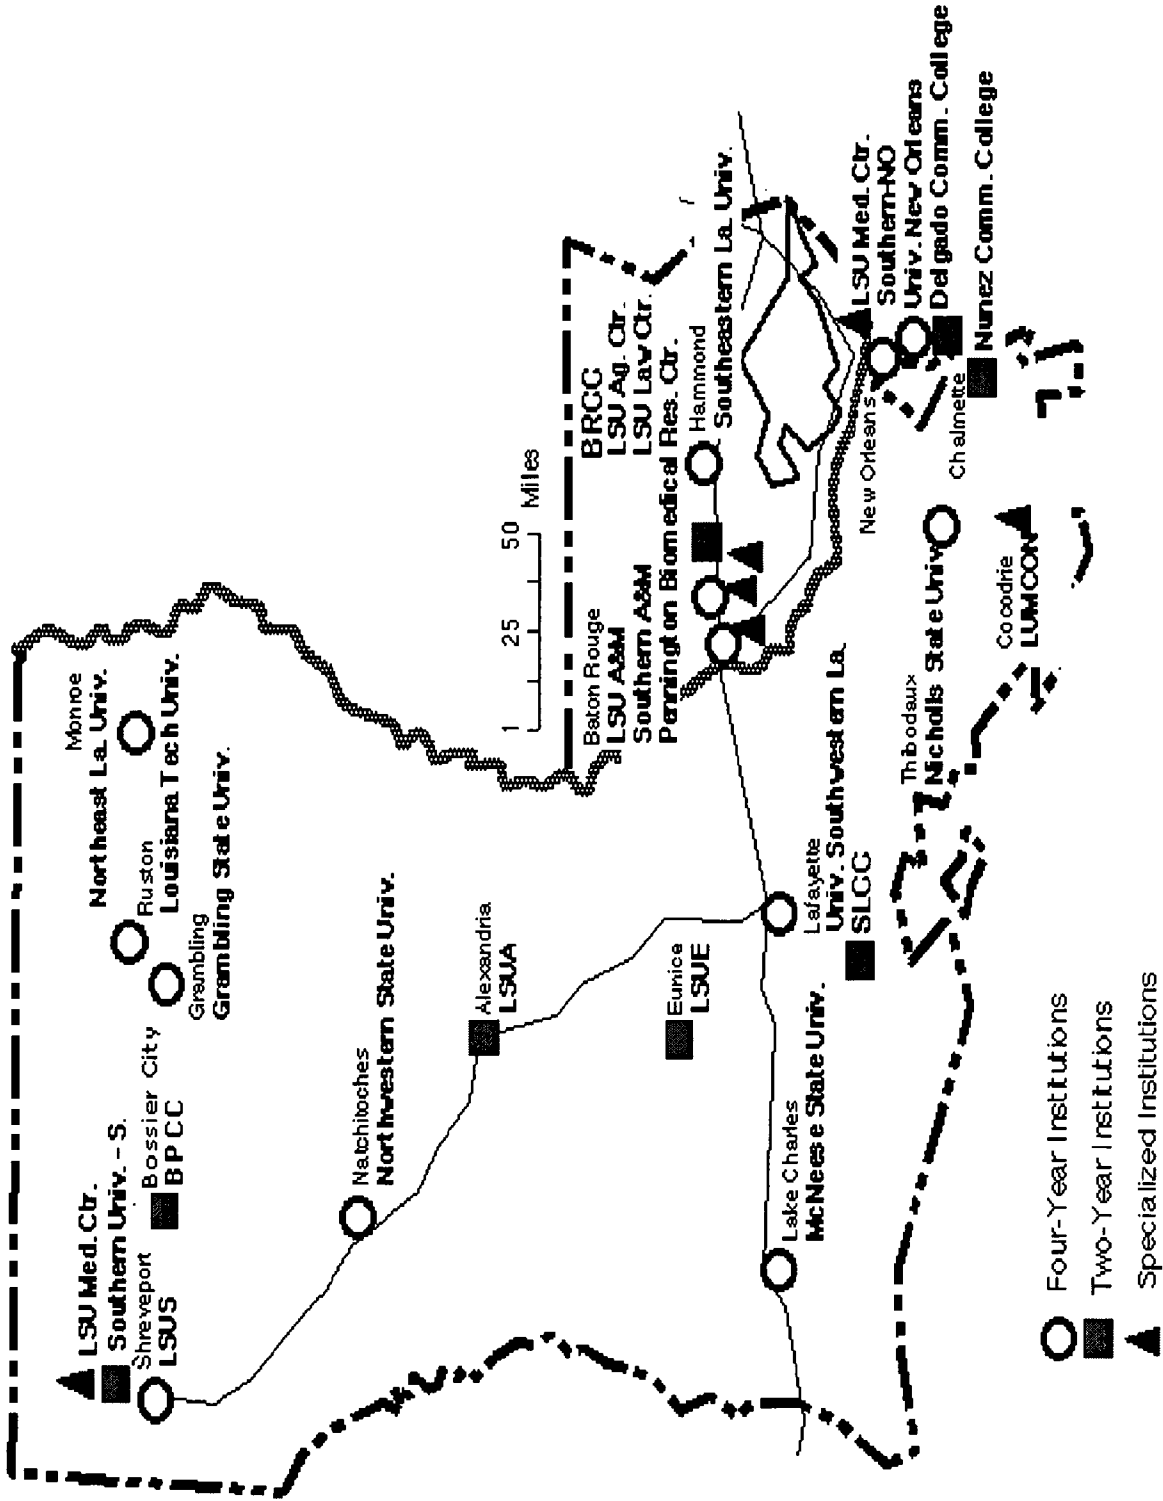 LSU Med. Ctr.
Southern Univ. - S.
Shreveport
LSUS
Bossier City
BPCC
Monroe
Northeast La. Univ.
Ruston
Louisiana Tech Univ.
Grambling
Grambling State Univ.
Natchitoches
Northwestern State Univ.
Alexandria
LSUA
1 25 50
Miles
Baton Rouge
LSU A&M
Southern A&M
Pennington Biomedical Res. Ctr.
BRCC
LSU Ag. Ctr.
LSU Law Ctr.
Hammond
Southeastern La. Univ.
Eunice
LSUE
Lake Charles
McNeese State Univ.
Lafayette
Univ. Southwestern La.
SLCC
New Orleans
LSU Med. Ctr.
Southern-NO
Univ. New Orleans
Delgado Comm. College
Chalmette
Nunez Comm. College
Thibodaux
Nicholls State Univ
Cocodrie
LUMCON
Four-Year Institutions
Two-Year Institutions
Specialized Institutions